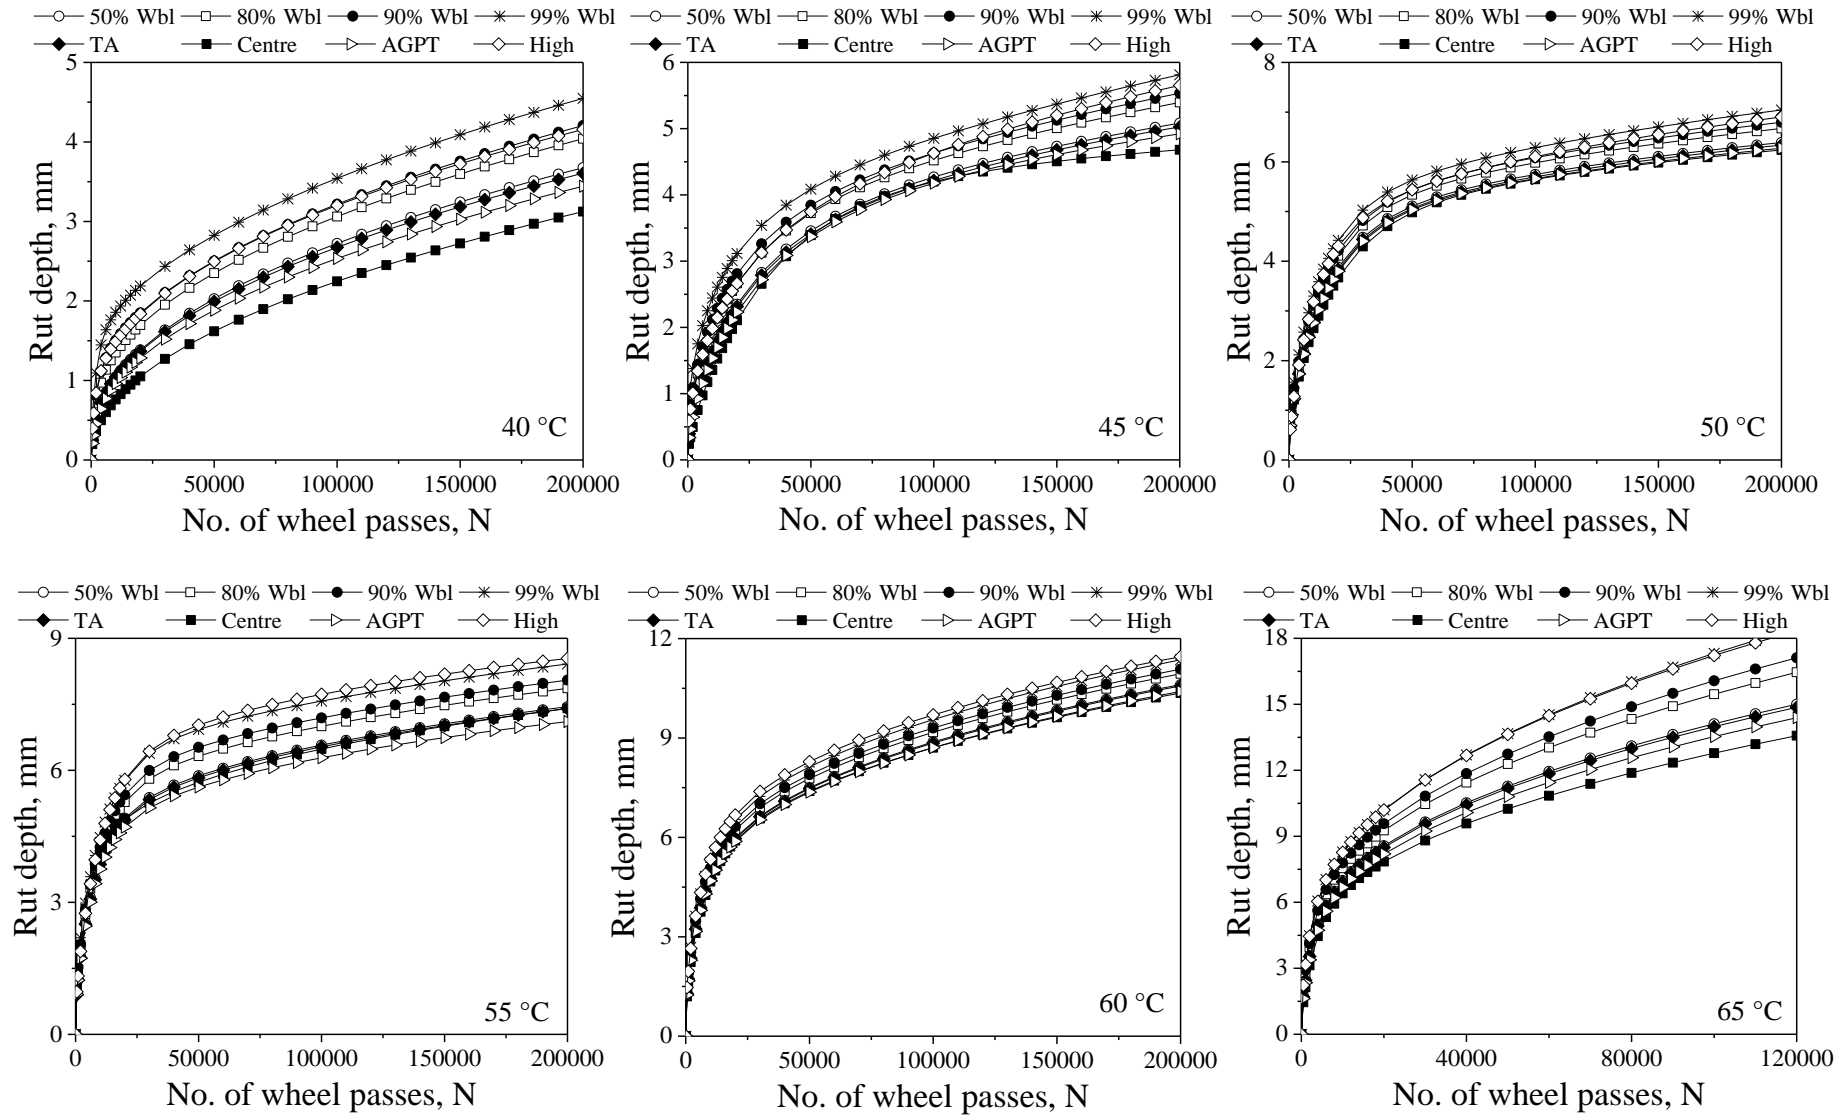 50% Wbl 80% Wbl 90% Wbl 99% Wbl
TA Centre AGPT High
5
4
3
2
1
0
Rut depth, mm
40 °C
0 50000 100000 150000 200000
No. of wheel passes, N
50% Wbl 80% Wbl 90% Wbl 99% Wbl
TA Centre AGPT High
6
5
4
3
2
1
0
Rut depth, mm
45 °C
0 50000 100000 150000 200000
No. of wheel passes, N
50% Wbl 80% Wbl 90% Wbl 99% Wbl
TA Centre AGPT High
8
6
4
2
0
Rut depth, mm
50 °C
0 50000 100000 150000 200000
No. of wheel passes, N
50% Wbl 80% Wbl 90% Wbl 99% Wbl
TA Centre AGPT High
9
6
3
0
Rut depth, mm
55 °C
0 50000 100000 150000 200000
No. of wheel passes, N
50% Wbl 80% Wbl 90% Wbl 99% Wbl
TA Centre AGPT High
12
9
6
3
0
Rut depth, mm
60 °C
0 50000 100000 150000 200000
No. of wheel passes, N
50% Wbl 80% Wbl 90% Wbl 99% Wbl
TA Centre AGPT High
18
15
12
9
6
3
0
Rut depth, mm
65 °C
0 40000 80000 120000
No. of wheel passes, N